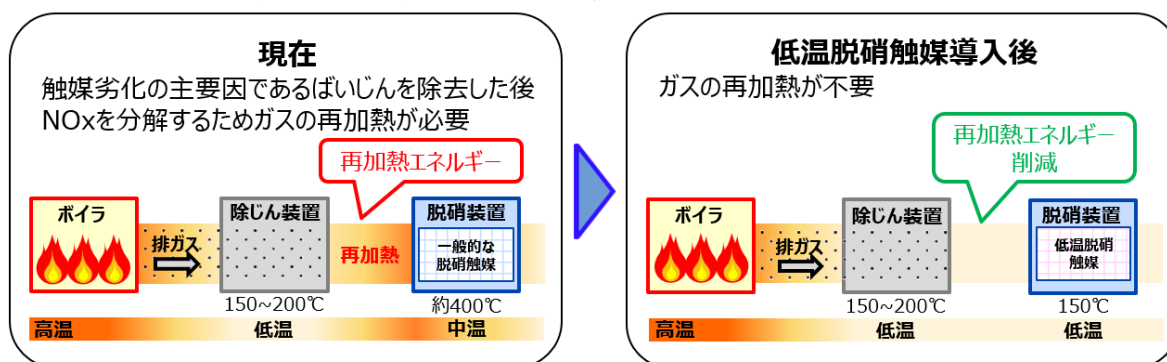 現在
触媒劣化の主要因であるばいじんを除去した後
NOxを分解するためガスの再加熱が必要
再加熱エネルギー
ボイラ
排ガス
除じん装置
再加熱
脱硝装置
一般的な
脱硝触媒
150~200℃
約400℃
高温
低温
中温
低温脱硝触媒導入後
ガスの再加熱が不要
再加熱エネルギー
削減
ボイラ
排ガス
除じん装置
脱硝装置
低温脱硝
触媒
150~200℃
150℃
高温
低温
低温